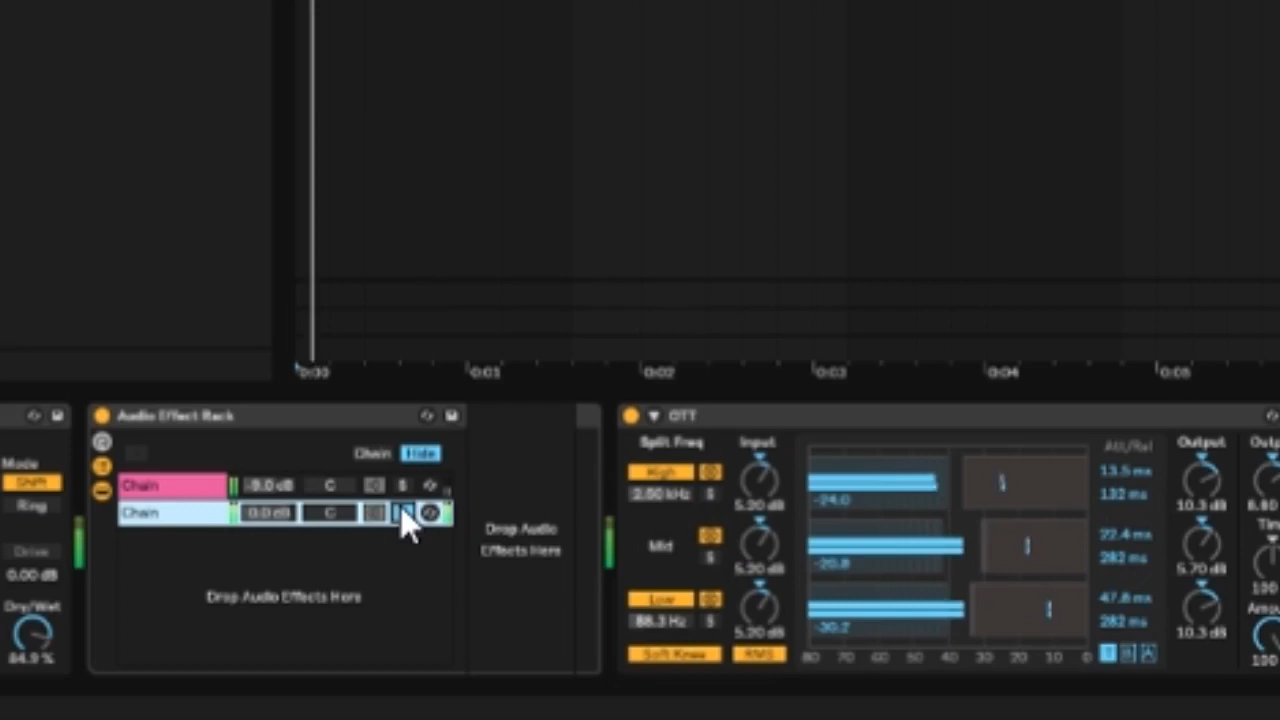 0:00 0:01 0:02 0:03 0:04 0:05
Mode
Shift
Ring
Drive
0.00 dB
Dry/Wet
84.9 %
Audio Effect Rack
Chain Hide
Chain -9.0 dB C S
Chain 0.0 dB C
Drop Audio Effects Here
Drop Audio
Effects Here
OTT
Split Freq Input
High
2.50 kHz S 5.20 dB
Mid
S 5.20 dB
Low
88.3 Hz S 5.20 dB
Soft Knee RMS
-24.0
-20.8
-30.2
80 70 60 50 40 30 20 10 0
Att/Rel
13.5 ms
132 ms
22.4 ms
282 ms
47.8 ms
282 ms
T B A
Output
10.3 dB
5.70 dB
10.3 dB